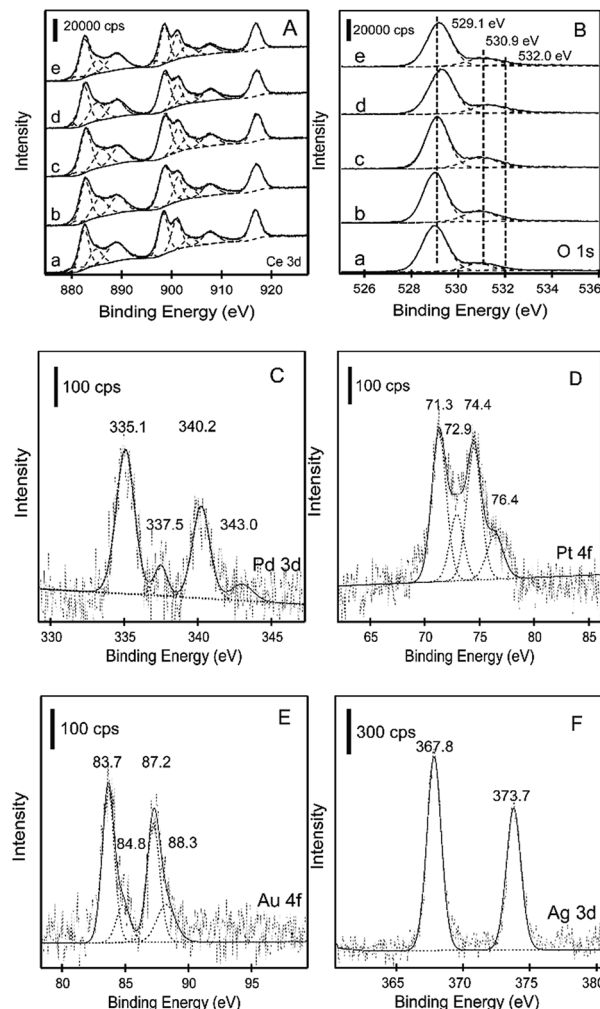 20000 cps
A
e
d
c
b
a
Ce 3d
Intensity
880 890 900 910 920
Binding Energy (eV)
20000 cps
529.1 eV
B
530.9 eV
532.0 eV
e
d
c
b
a
O 1s
Intensity
526 528 530 532 534 536
Binding Energy (eV)
C
100 cps
335.1
340.2
337.5
343.0
Pd 3d
Intensity
330 335 340 345
Binding Energy (eV)
D
100 cps
71.3
74.4
72.9
76.4
Pt 4f
Intensity
65 70 75 80 85
Binding Energy (eV)
E
100 cps
83.7
87.2
84.8
88.3
Au 4f
Intensity
80 85 90 95
Binding Energy (eV)
F
300 cps
367.8
373.7
Ag 3d
Intensity
365 370 375 380
Binding Energy (eV)